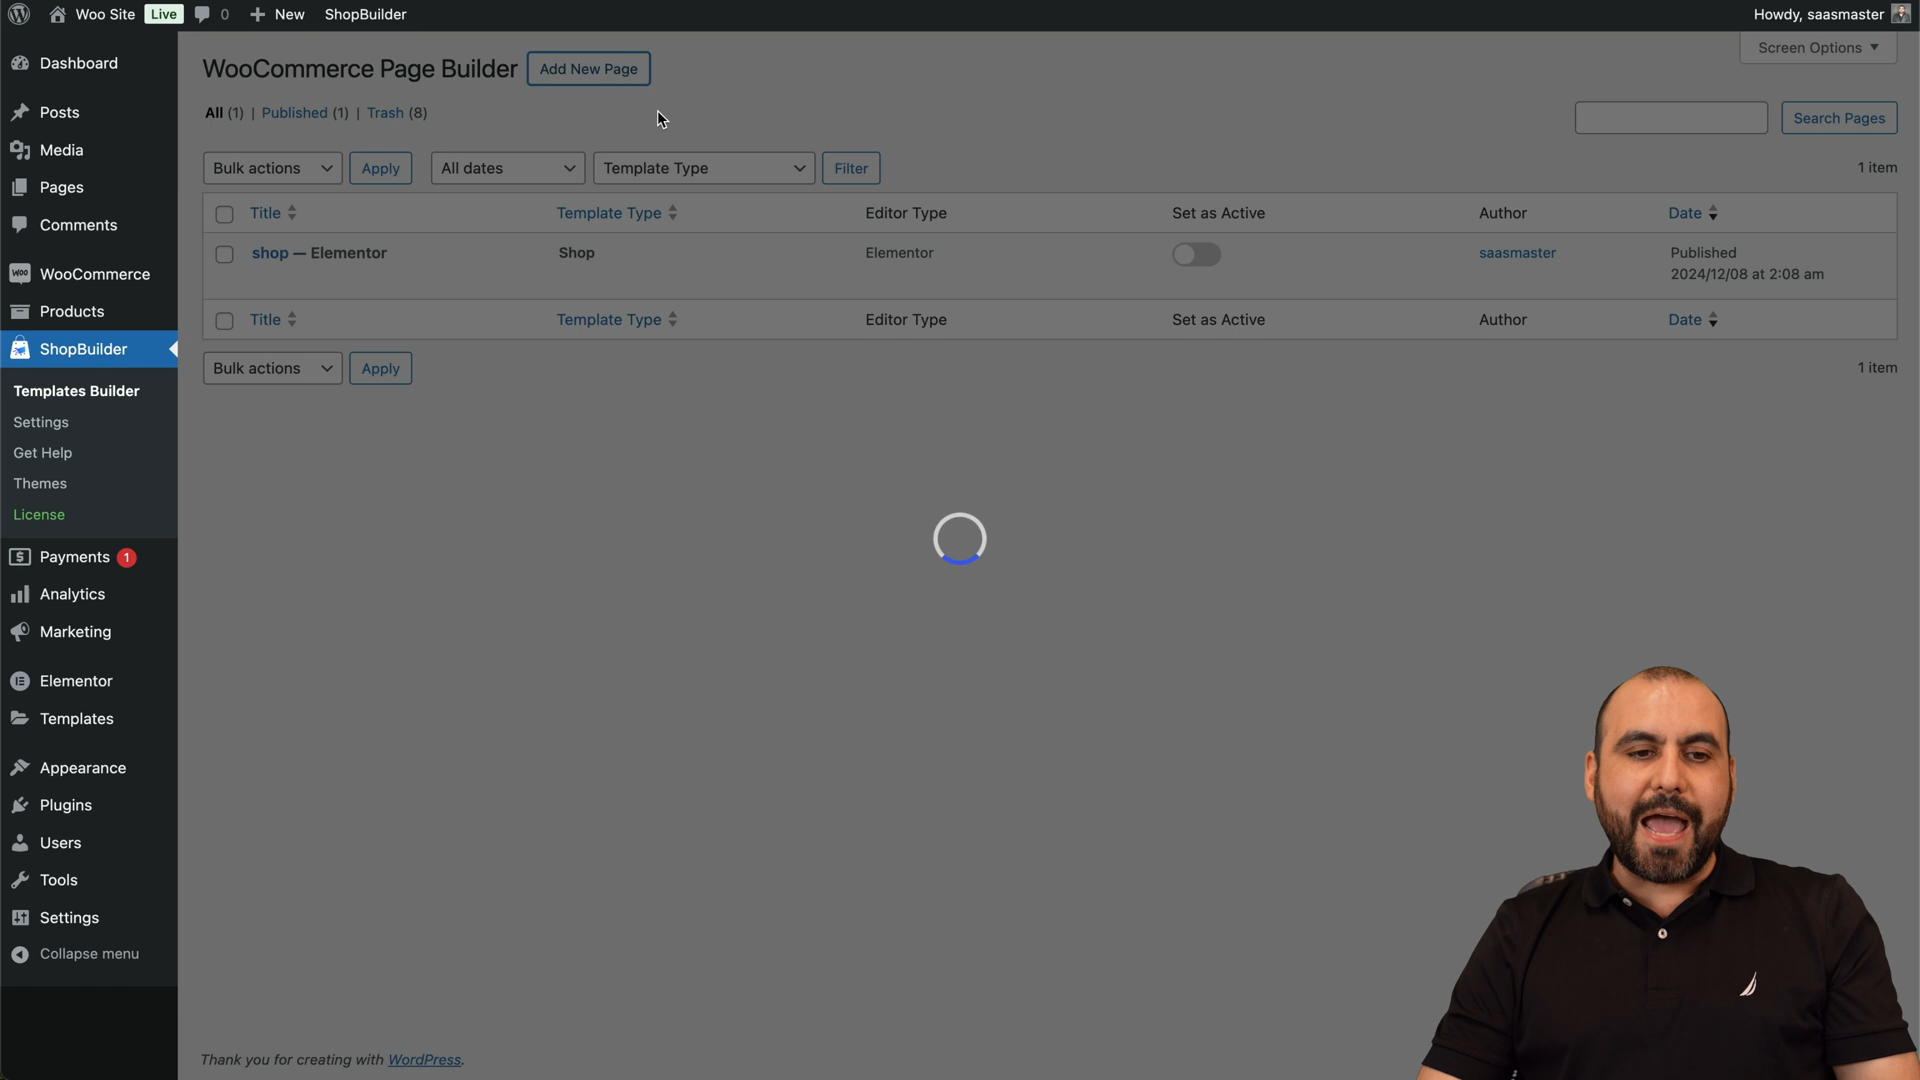 Woo Site Live 0 + New ShopBuilder Howdy, saasmaster
Screen Options
Dashboard
Posts
Media
Pages
Comments
WOO WooCommerce
Products
ShopBuilder
Templates Builder
Settings
Get Help
Themes
License
Payments 1
Analytics
Marketing
Elementor
Templates
Appearance
Plugins
Users
Tools
Settings
Collapse menu
WooCommerce Page Builder Add New Page
All (1) | Published (1) | Trash (8)
Search Pages
Bulk actions Apply All dates Template Type Filter 1 item
Title Template Type Editor Type Set as Active Author Date
shop — Elementor Shop Elementor saasmaster Published
2024/12/08 at 2:08 am
Title Template Type Editor Type Set as Active Author Date
Bulk actions Apply 1 item
Thank you for creating with WordPress.